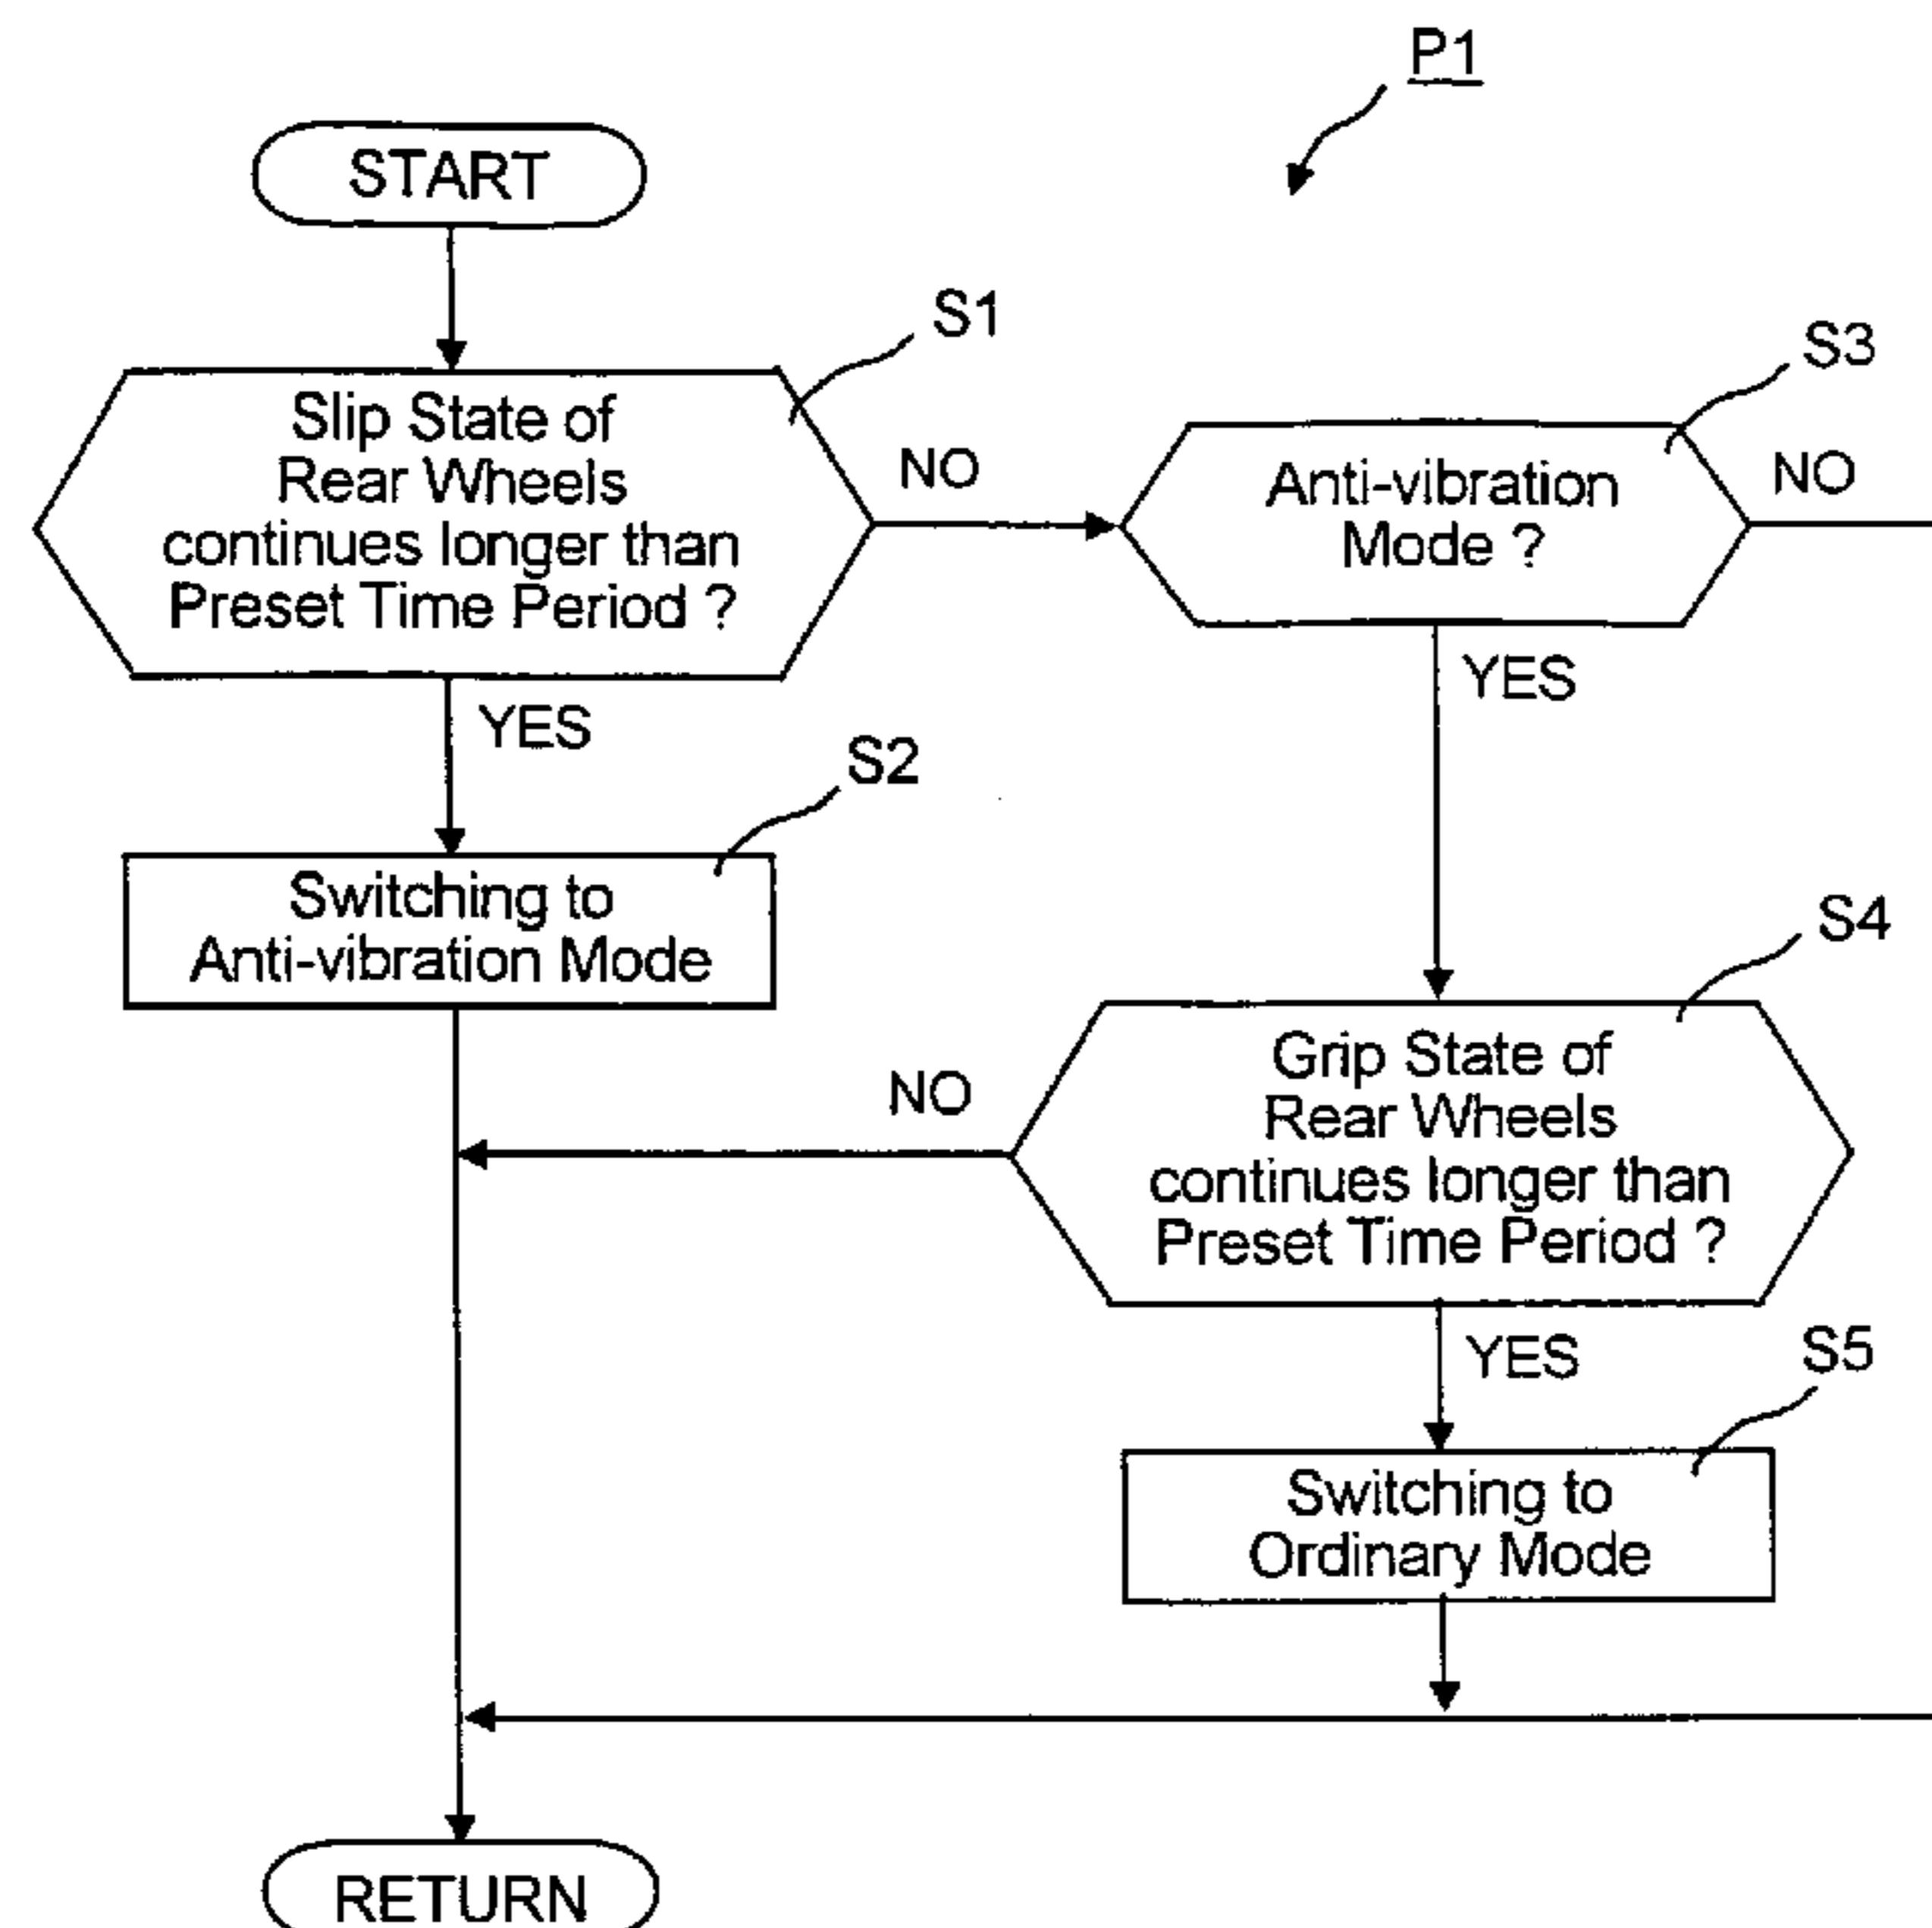 P1
START
S1
Slip State of
Rear Wheels
continues longer than
Preset Time Period ?
NO
S3
Anti-vibration
Mode ?
NO
YES
YES
S2
Switching to
Anti-vibration Mode
S4
Grip State of
Rear Wheels
continues longer than
Preset Time Period ?
NO
YES
S5
Switching to
Ordinary Mode
RETURN